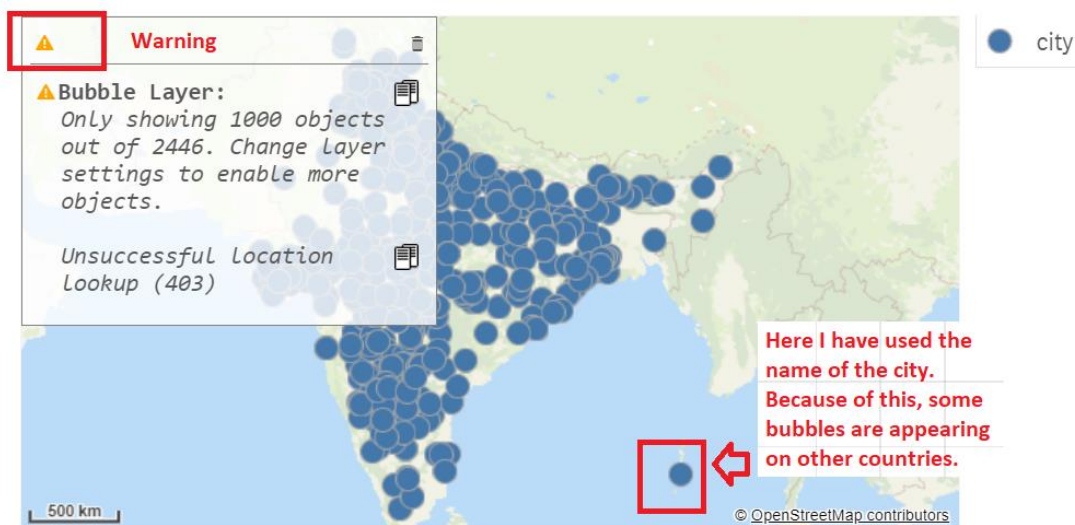 Warning
city
Bubble Layer:
Only showing 1000 objects
out of 2446. Change layer
settings to enable more
objects.
Unsuccessful location
lookup (403)
Here I have used the
name of the city.
Because of this, some
bubbles are appearing
on other countries.
500 km
© OpenStreetMap contributors